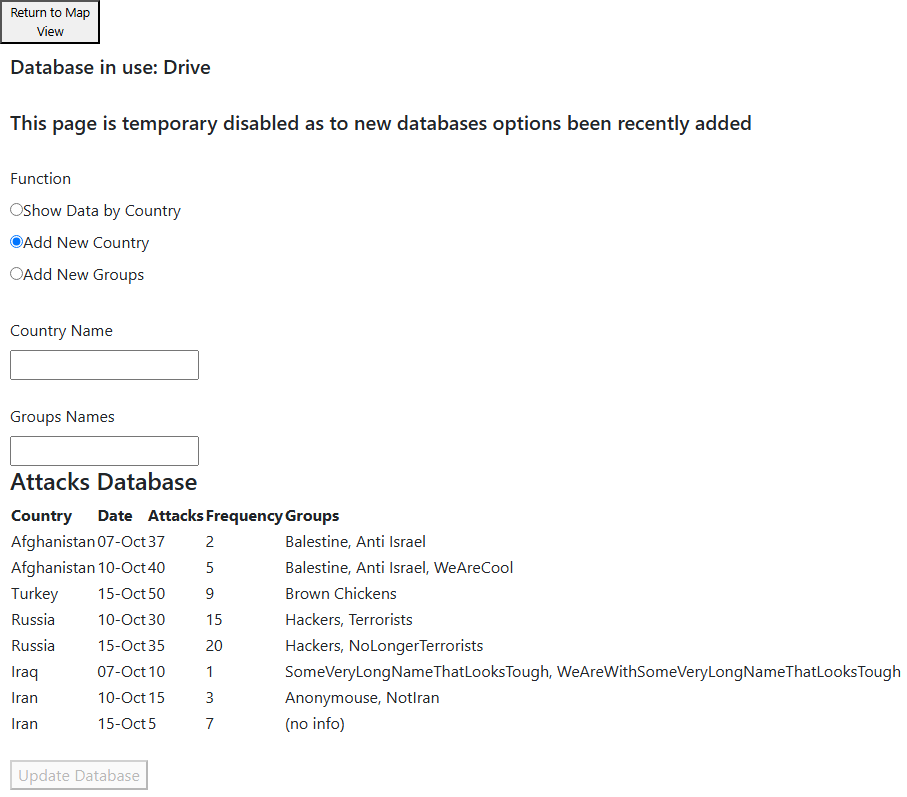 Return to Map
View
Database in use: Drive
This page is temporary disabled as to new databases options been recently added
Function
Show Data by Country
Add New Country
Add New Groups
Country Name
Groups Names
Attacks Database
Country Date Attacks Frequency Groups
Afghanistan 07-Oct 37 2 Balestine, Anti Israel
Afghanistan 10-Oct 40 5 Balestine, Anti Israel, WeAreCool
Turkey 15-Oct 50 9 Brown Chickens
Russia 10-Oct 30 15 Hackers, Terrorists
Russia 15-Oct 35 20 Hackers, NoLongerTerrorists
Iraq 07-Oct 10 1 SomeVeryLongNameThatLooksTough, WeAreWithSomeVeryLongNameThatLooksTough
Iran 10-Oct 15 3 Anonymouse, NotIran
Iran 15-Oct 5 7 (no info)
Update Database